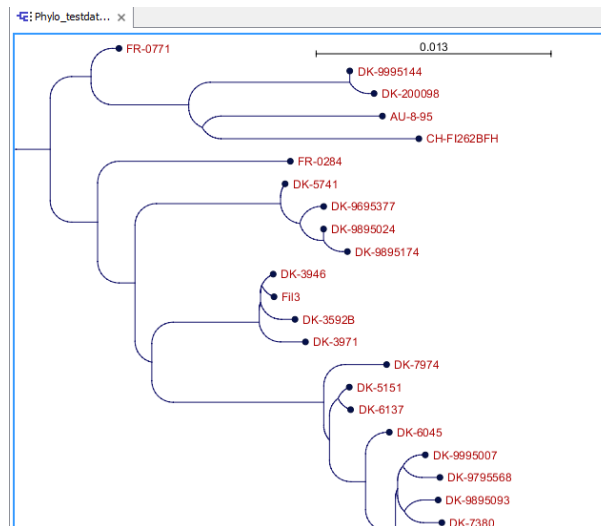 Phylo_testdat...
FR-0771
0.013
DK-9995144
DK-200098
AU-8-95
CH-FI262BFH
FR-0284
DK-5741
DK-9695377
DK-9895024
DK-9895174
DK-3946
Fil3
DK-3592B
DK-3971
DK-7974
DK-5151
DK-6137
DK-6045
DK-9995007
DK-9795568
DK-9895093
DK-7380